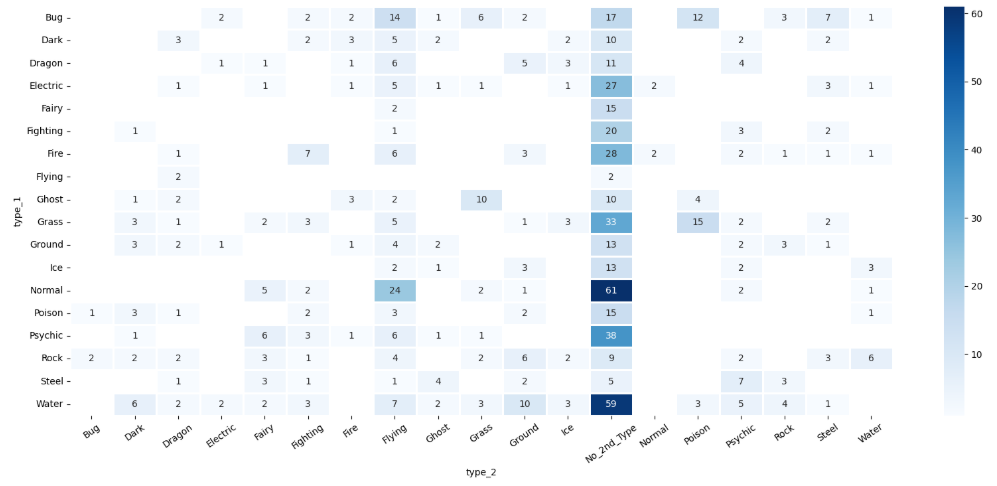 Bug 2 2 2 14 1 6 2 17 12 3 7 1
Dark 3 2 3 5 2 2 10 2 2
Dragon 1 1 1 6 5 3 11 4
Electric 1 1 1 5 1 1 1 27 2 3 1
Fairy 2 15
Fighting 1 1 20 3 2
Fire 1 7 6 3 28 2 2 1 1 1
Flying 2 2
Ghost 1 2 3 2 10 10 4
Grass 3 1 2 3 5 1 3 33 15 2 2
Ground 3 2 1 1 4 2 13 2 3 1
Ice 2 1 3 13 2 3
Normal 5 2 24 2 1 61 2 1
Poison 1 3 1 2 3 2 15 1
Psychic 1 6 3 1 6 1 1 38
Rock 2 2 2 3 1 4 2 6 2 9 2 3 6
Steel 1 3 1 1 4 2 5 7 3
Water 6 2 2 2 3 7 2 3 10 3 59 3 5 4 1
Bug Dark Dragon Electric Fairy Fighting Fire Flying Ghost Grass Ground Ice No_2nd_Type Normal Poison Psychic Rock Steel Water
type_2
type_1
60
50
40
30
20
10